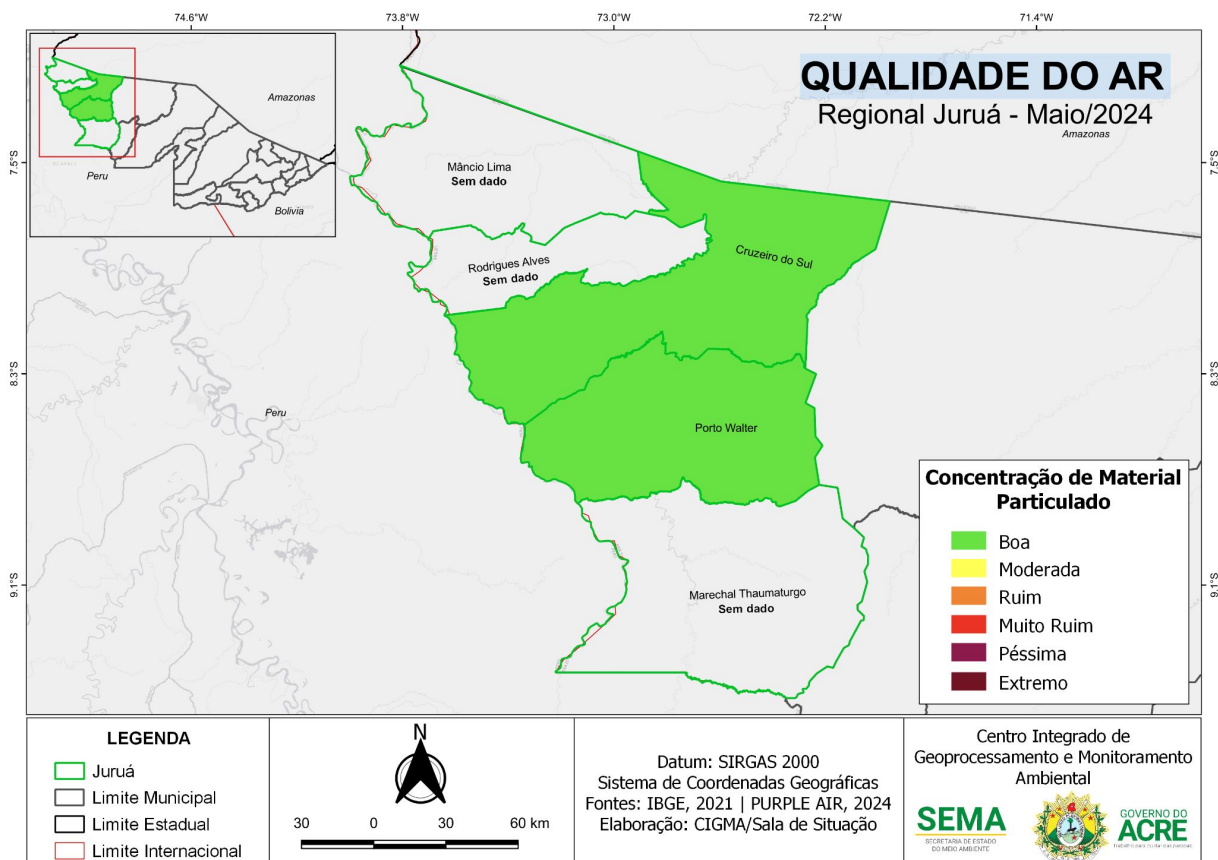 74.6°W
73.8°W
73.0°W
72.2°W
71.4°W
QUALIDADE DO AR
Regional Juruá - Maio/2024
Amazonas
Amazonas
Peru
Bolivia
7.5°S
7.5°S
Mâncio Lima
Sem dado
Rodrigues Alves
Sem dado
Cruzeiro do Sul
8.3°S
8.3°S
Peru
Porto Walter
Concentração de Material
Particulado
Boa
Moderada
Ruim
Muito Ruim
Péssima
Extremo
9.1°S
9.1°S
Marechal Thaumaturgo
Sem dado
LEGENDA
Juruá
Limite Municipal
Limite Estadual
Limite Internacional
N
30 0 30 60 km
Datum: SIRGAS 2000
Sistema de Coordenadas Geográficas
Fontes: IBGE, 2021 | PURPLE AIR, 2024
Elaboração: CIGMA/Sala de Situação
Centro Integrado de
Geoprocessamento e Monitoramento
Ambiental
SEMA
SECRETARIA DE ESTADO
DO MEIO AMBIENTE
GOVERNO DO
ACRE
Trabalho para cuidar das pessoas